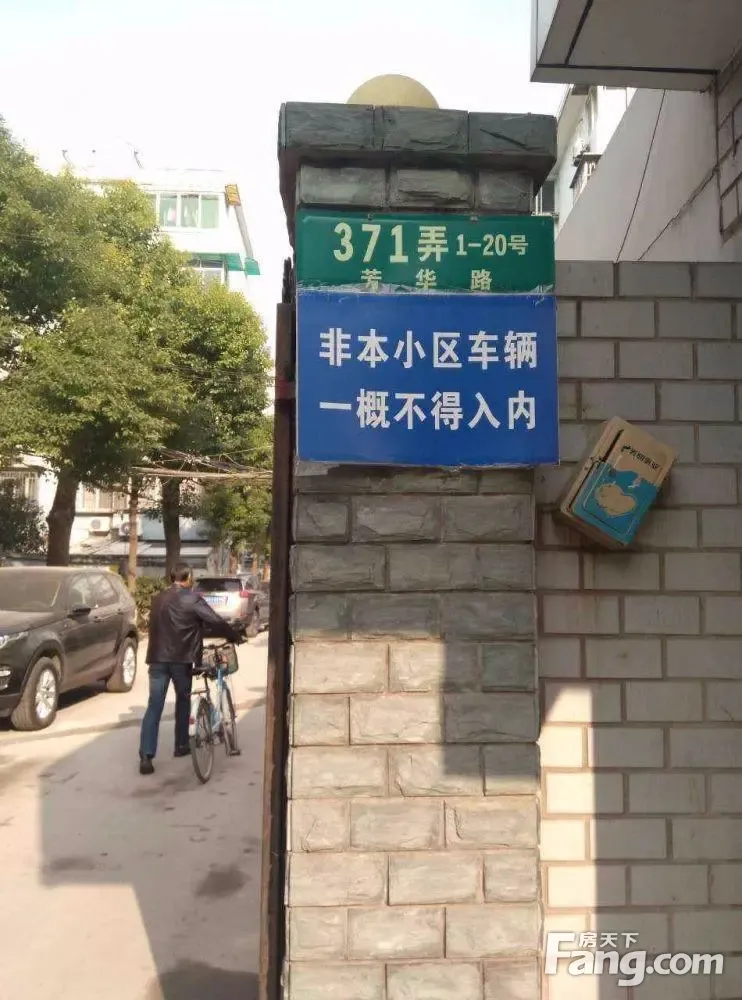 371弄 1-20号
芳华路
非本小区车辆
一概不得入内
房天下
Fang.com